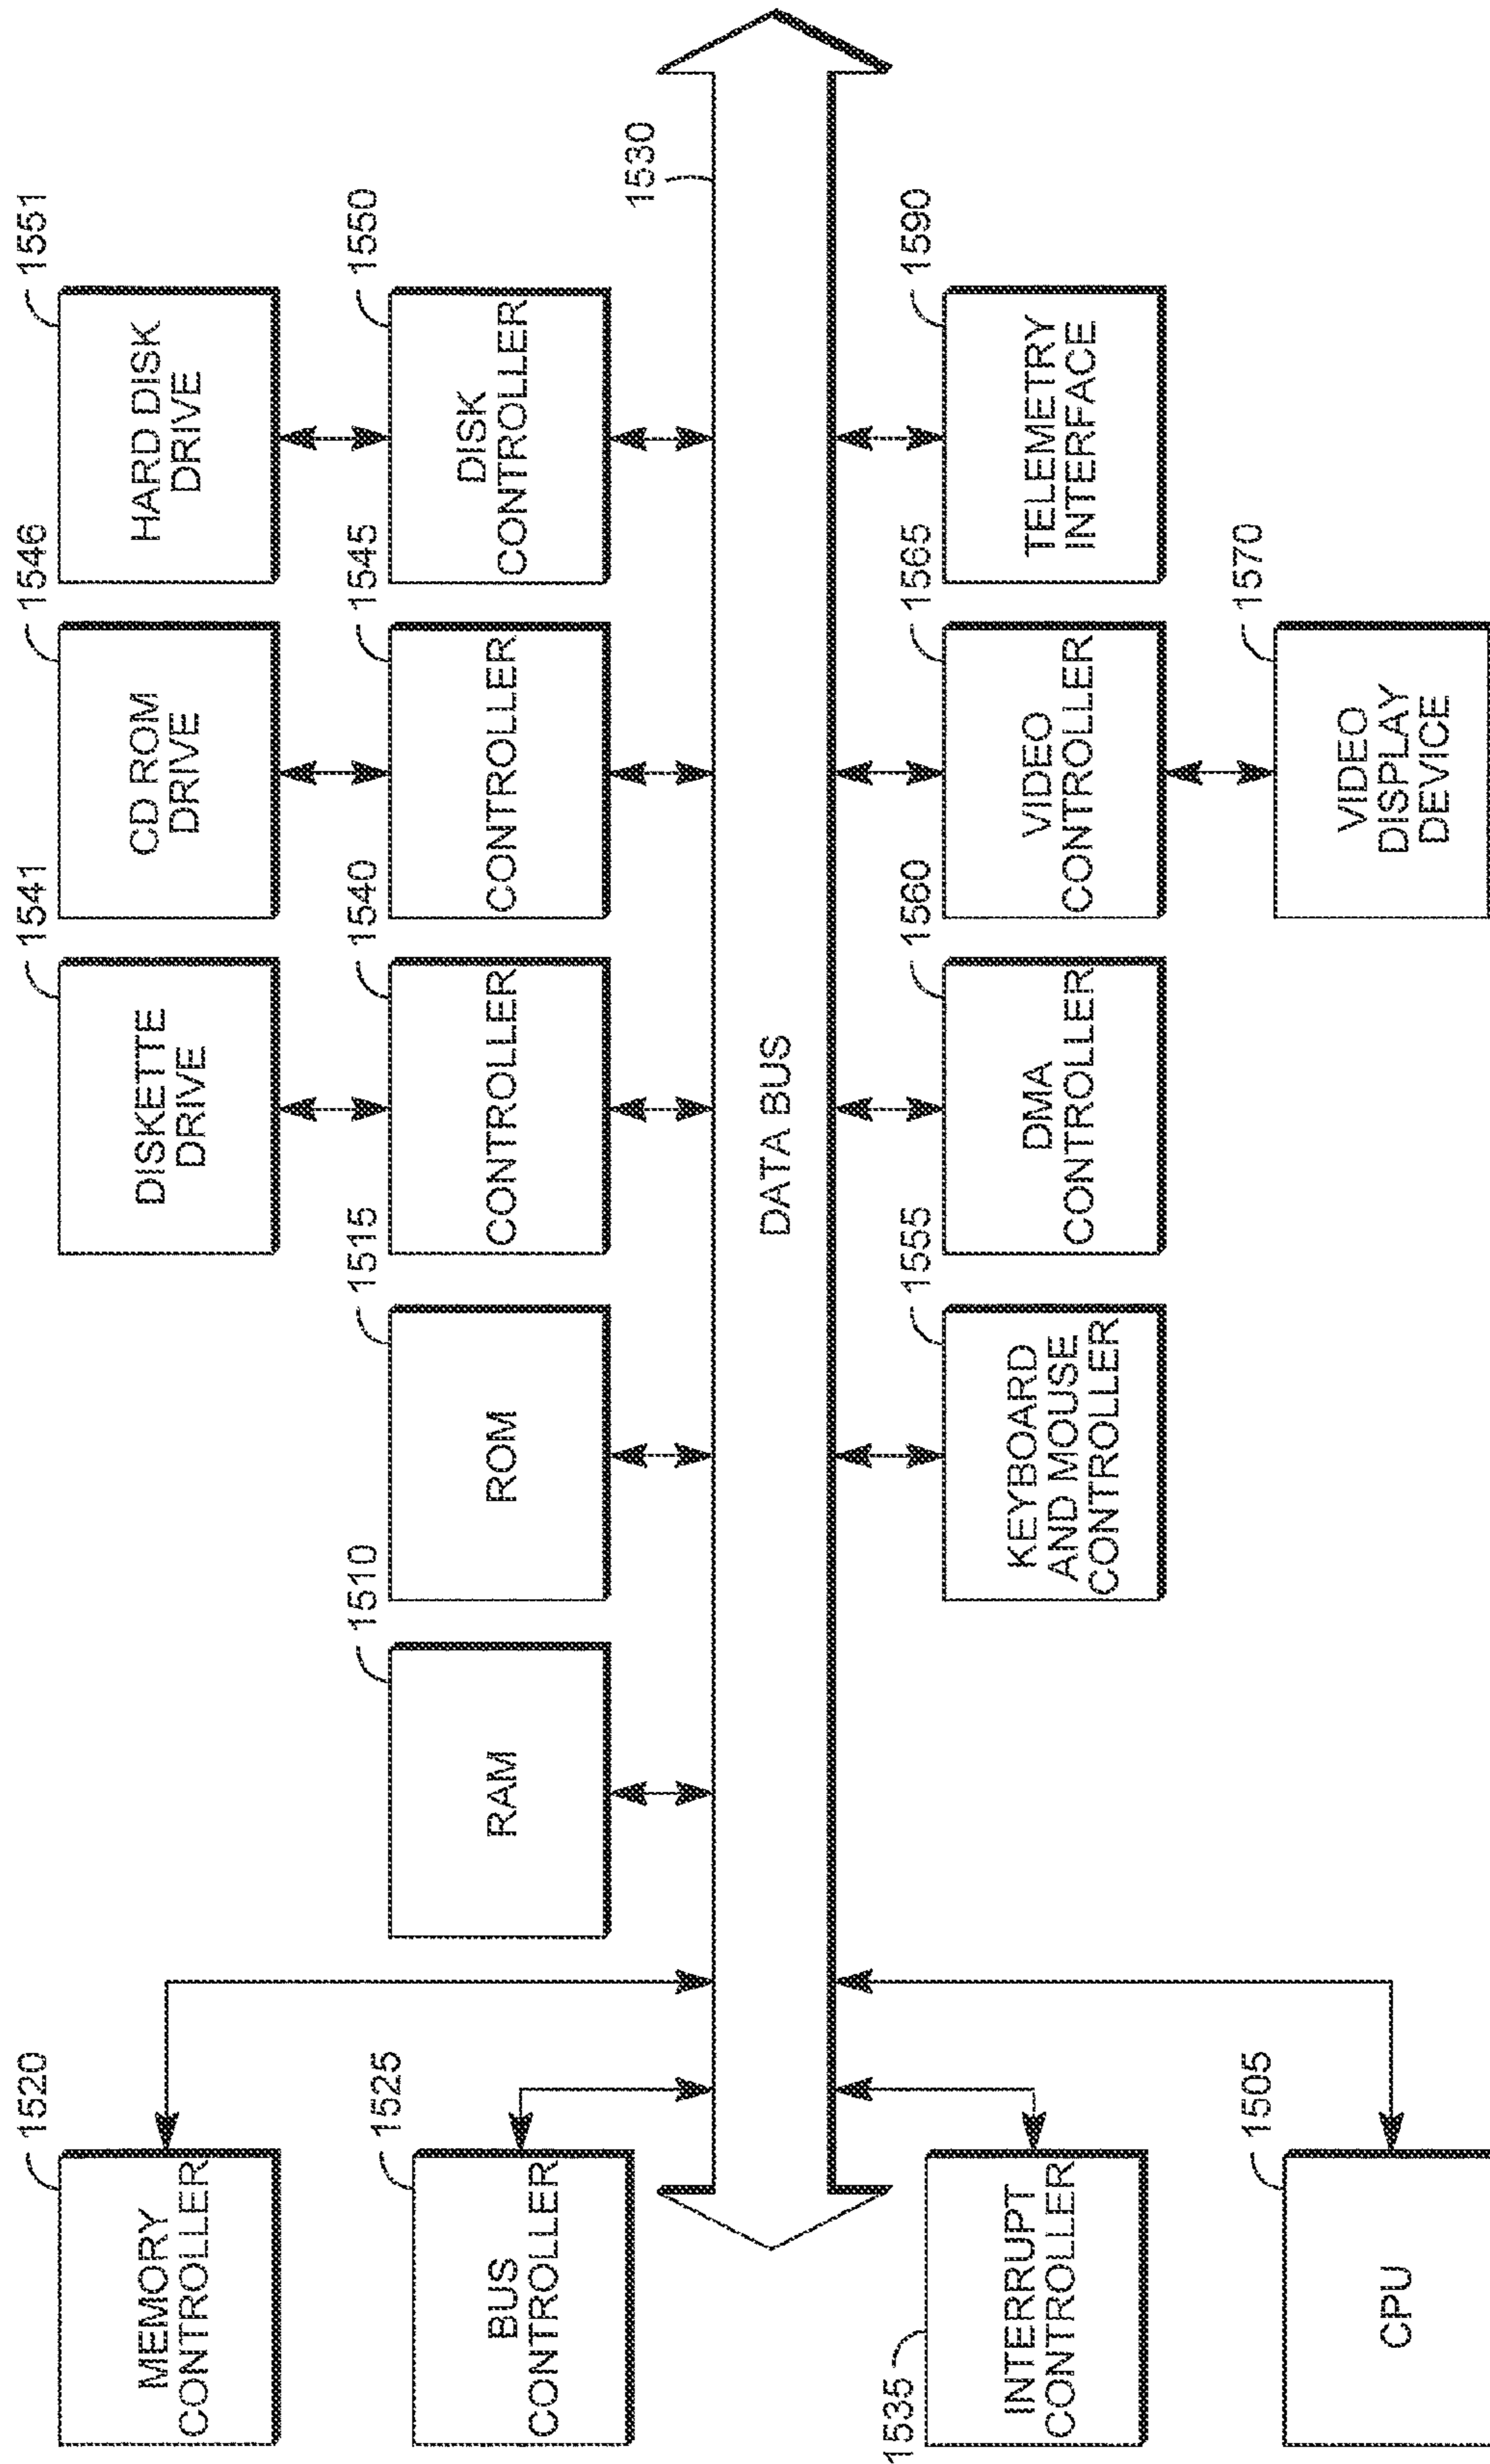 1520
MEMORY
CONTROLLER
1525
BUS
CONTROLLER
1535
INTERRUPT
CONTROLLER
1505
CPU
1510
RAM
1515
ROM
1541
DISKETTE
DRIVE
1540
CONTROLLER
1546
CD ROM
DRIVE
1545
CONTROLLER
1551
HARD DISK
DRIVE
1550
DISK
CONTROLLER
1530
DATA BUS
1555
KEYBOARD
AND MOUSE
CONTROLLER
1560
DMA
CONTROLLER
1565
VIDEO
CONTROLLER
1590
TELEMETRY
INTERFACE
1570
VIDEO
DISPLAY
DEVICE